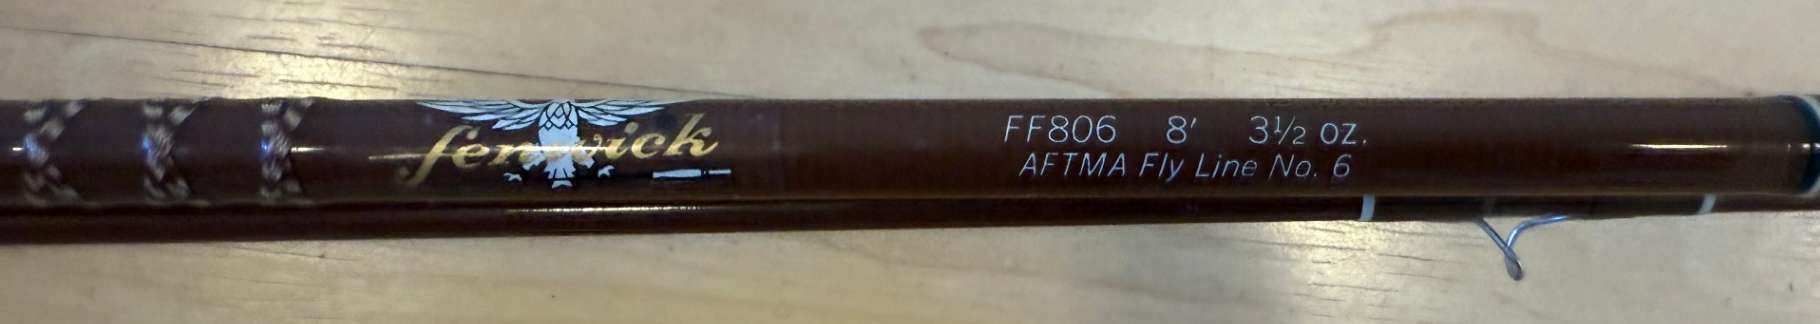 fenwick
FF806 8' 3½ oz.
AFTMA Fly Line No. 6